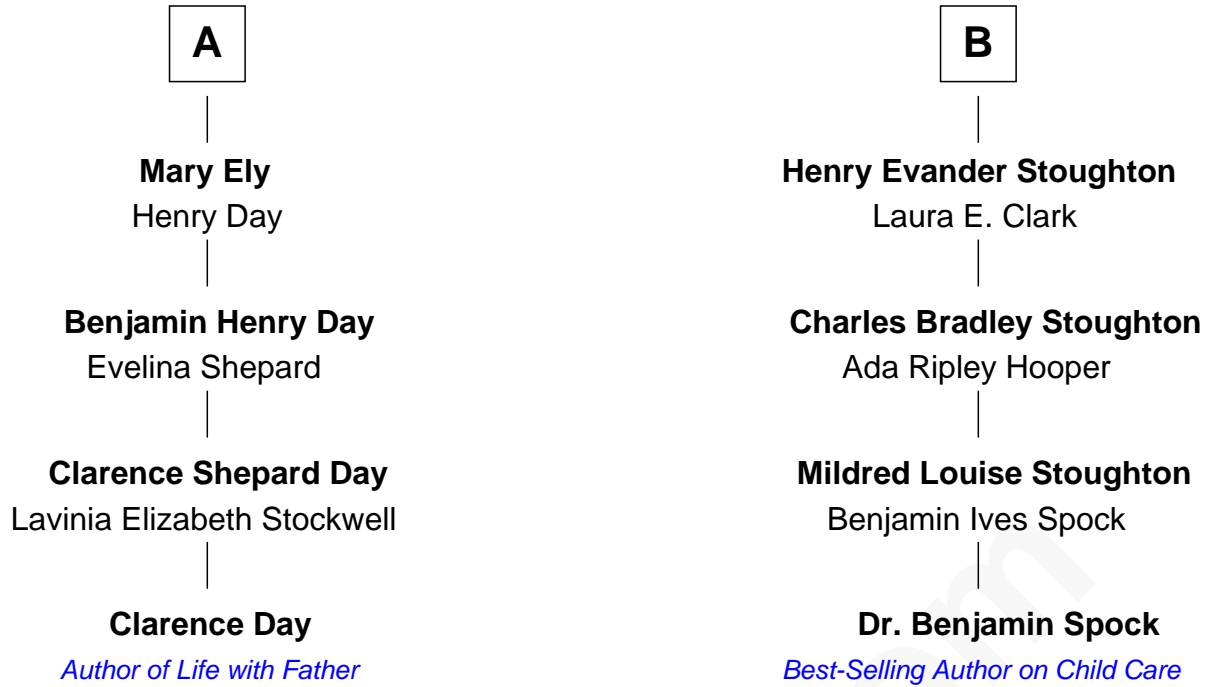 A
Mary Ely
Henry Day
Benjamin Henry Day
Evelina Shepard
Clarence Shepard Day
Lavinia Elizabeth Stockwell
Clarence Day
Author of Life with Father
B
Henry Evander Stoughton
Laura E. Clark
Charles Bradley Stoughton
Ada Ripley Hooper
Mildred Louise Stoughton
Benjamin Ives Spock
Dr. Benjamin Spock
Best-Selling Author on Child Care